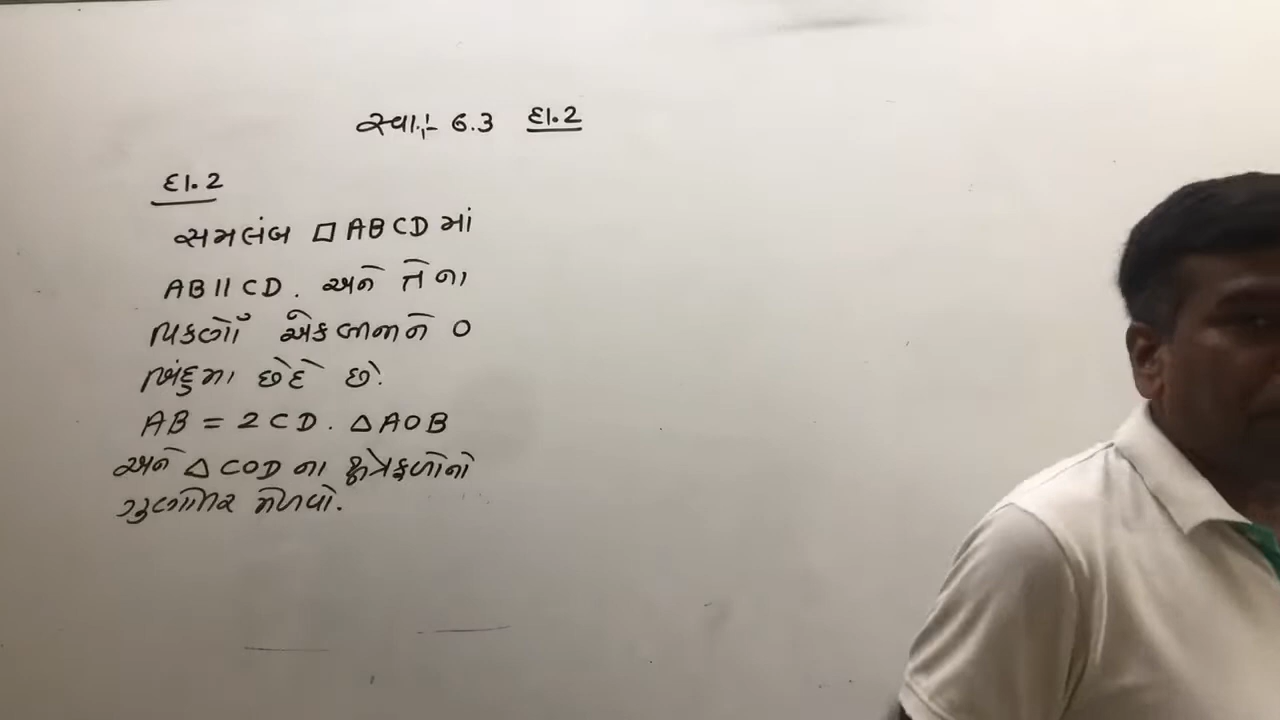 સ્વા.:- 6.3 દા.2
દા.2
સમલંબ □ ABCD માં
AB II CD. અને તેના
વિકર્ણો એકબીજાને O
બિંદુમાં છેદે છે.
AB = 2CD. △AOB
અને △COD ના ક્ષેત્રફળોનો
ગુણોત્તર મેળવો.